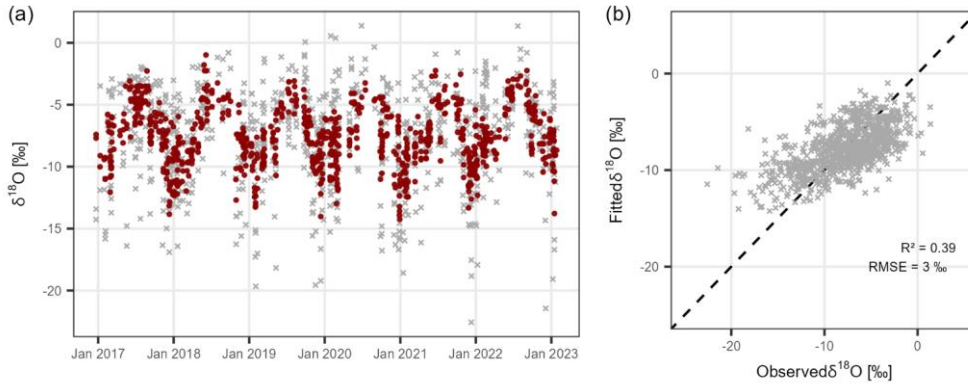 (a)
δ¹⁸O [‰]
0
-5
-10
-15
-20
Jan 2017 Jan 2018 Jan 2019 Jan 2020 Jan 2021 Jan 2022 Jan 2023
(b)
Fittedδ¹⁸O [‰]
0
-10
-20
R² = 0.39
RMSE = 3 ‰
-20 -10 0
Observedδ¹⁸O [‰]